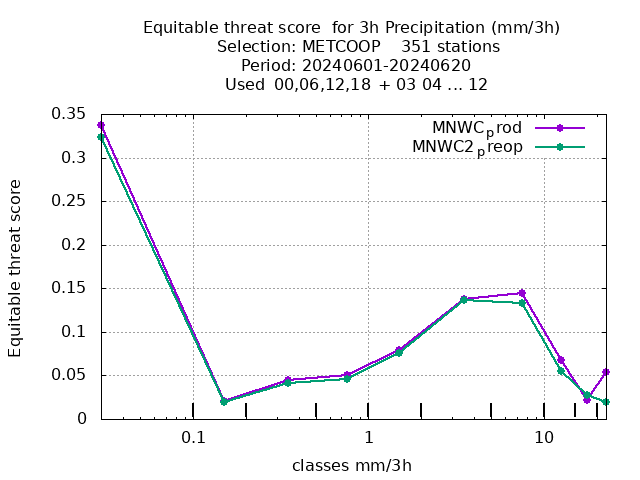 Equitable threat score  for 3h Precipitation (mm/3h)
Selection: METCOOP    351 stations
Period: 20240601-20240620
Used  00,06,12,18 + 03 04 ... 12
MNWCprod
MNWC2preop
Equitable threat score
0.35
0.3
0.25
0.2
0.15
0.1
0.05
0
0.1 1 10
classes mm/3h